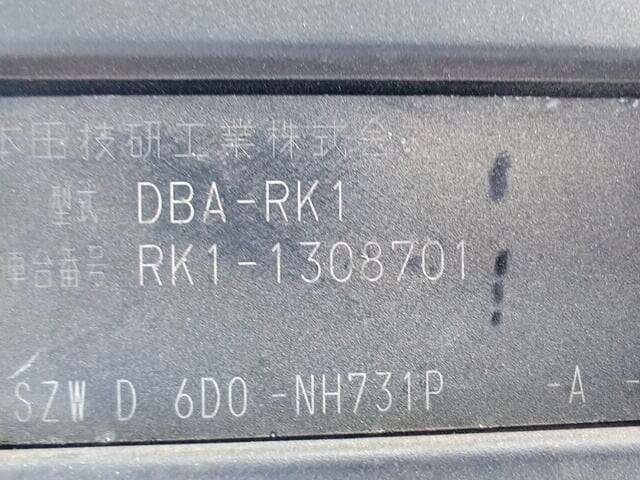 本田技研工業株式会
型式 DBA-RK1
車台番号 RK1-1308701
SZW D 6D0 -NH731P -A -